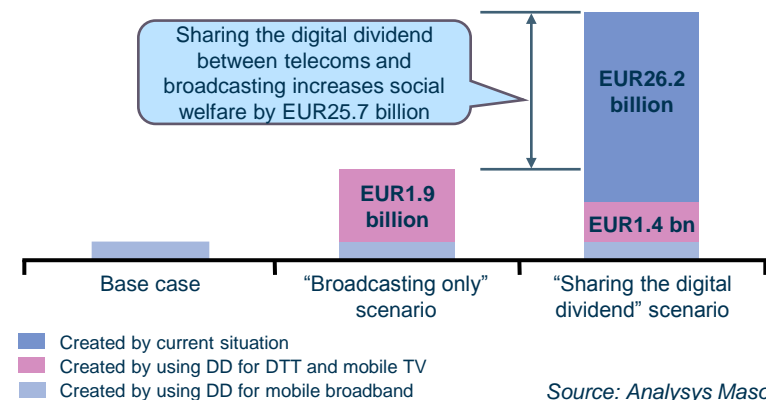 Sharing the digital dividend
between telecoms and
broadcasting increases social
welfare by EUR25.7 billion
EUR26.2
billion
EUR1.9
billion
EUR1.4 bn
Base case
“Broadcasting only”
scenario
“Sharing the digital
dividend” scenario
Created by current situation
Created by using DD for DTT and mobile TV
Created by using DD for mobile broadband
Source: Analysys